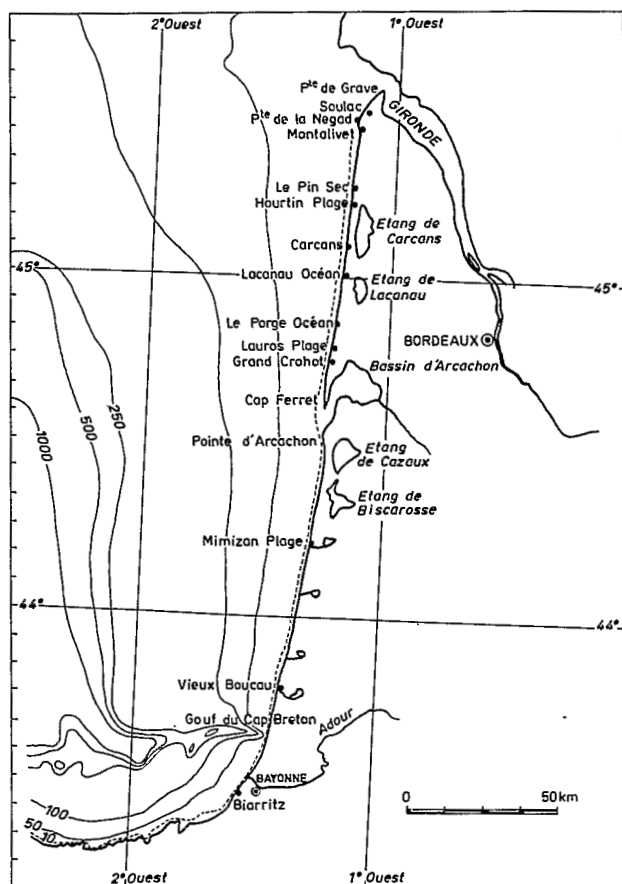 2°Ouest
1°Ouest
Pte de Grave
Soulac
Pte de la Negad
Montalivet
GIRONDE
Le Pin Sec
Hourtin Plage
Etang de
Carcans
Carcans
45°
Lacanau Océan
45°
Etang de
Lacanau
Le Porge Océan
BORDEAUX
Lauros Plage
Grand Crohot
Bassin d'Arcachon
Cap Ferret
1000
500
250
Pointe d'Arcachon
Etang
de Cazaux
Etang de
Biscarosse
Mimizan Plage
44°
44°
Vieux Boucau
Gouf du Cap Breton
Adour
BAYONNE
Biarritz
100
50
10
0
50 km
2°Ouest
1°Ouest